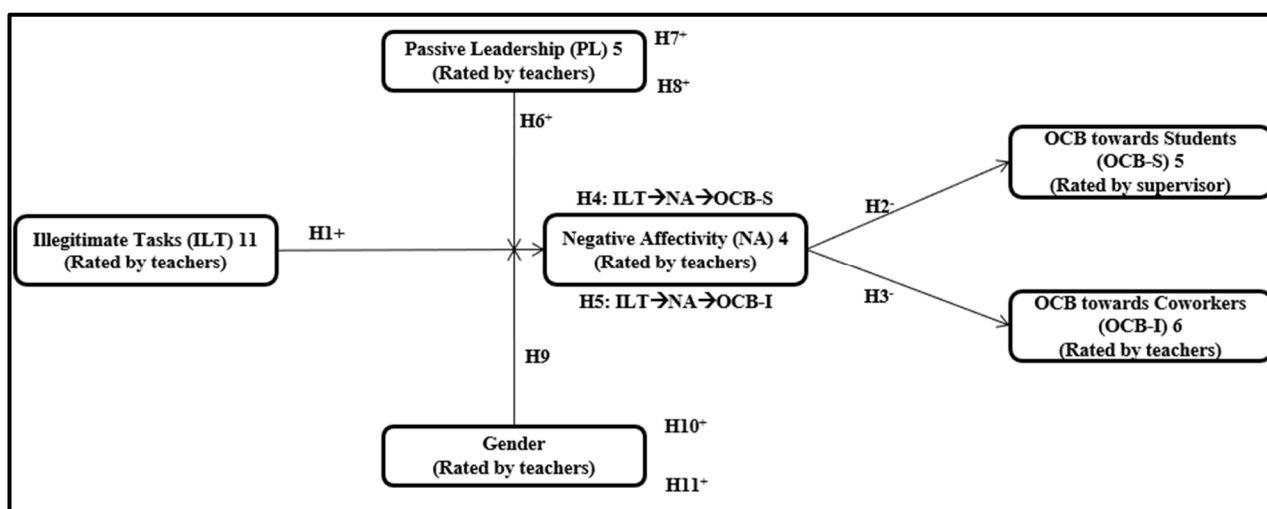 Passive Leadership (PL) 5
(Rated by teachers)
H7⁺
H8⁺
H6⁺
OCB towards Students
(OCB-S) 5
(Rated by supervisor)
H4: ILT→NA→OCB-S
H2⁻
Illegitimate Tasks (ILT) 11
(Rated by teachers)
H1+
Negative Affectivity (NA) 4
(Rated by teachers)
H5: ILT→NA→OCB-I
H3⁻
OCB towards Coworkers
(OCB-I) 6
(Rated by teachers)
H9
Gender
(Rated by teachers)
H10⁺
H11⁺